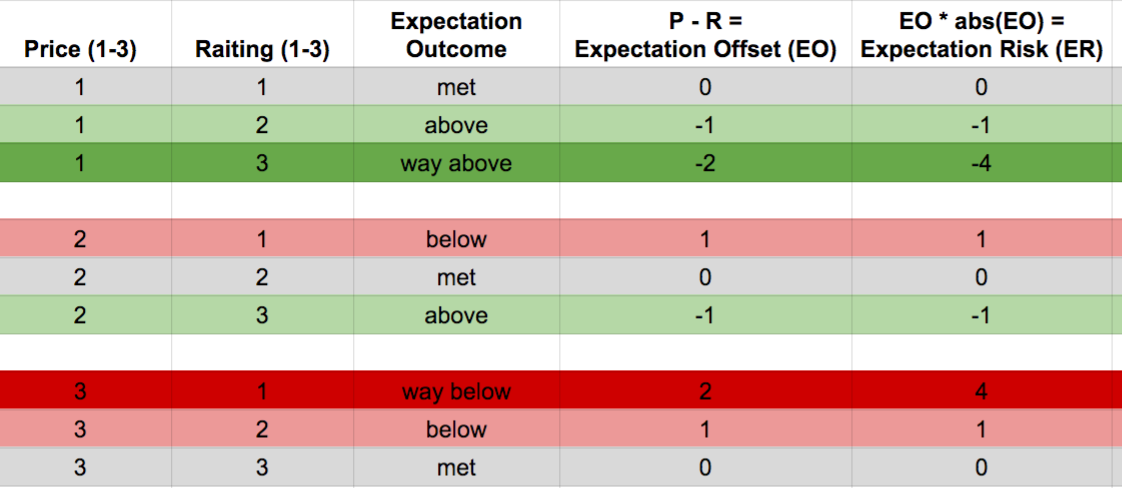 Expectation P - R = EO * abs(EO) =
Price (1-3) Raiting (1-3) Outcome Expectation Offset (EO) Expectation Risk (ER)
1 1 met 0 0
1 2 above -1 -1
1 3 way above -2 -4
2 1 below 1 1
2 2 met 0 0
2 3 above -1 -1
3 1 way below 2 4
3 2 below 1 1
3 3 met 0 0